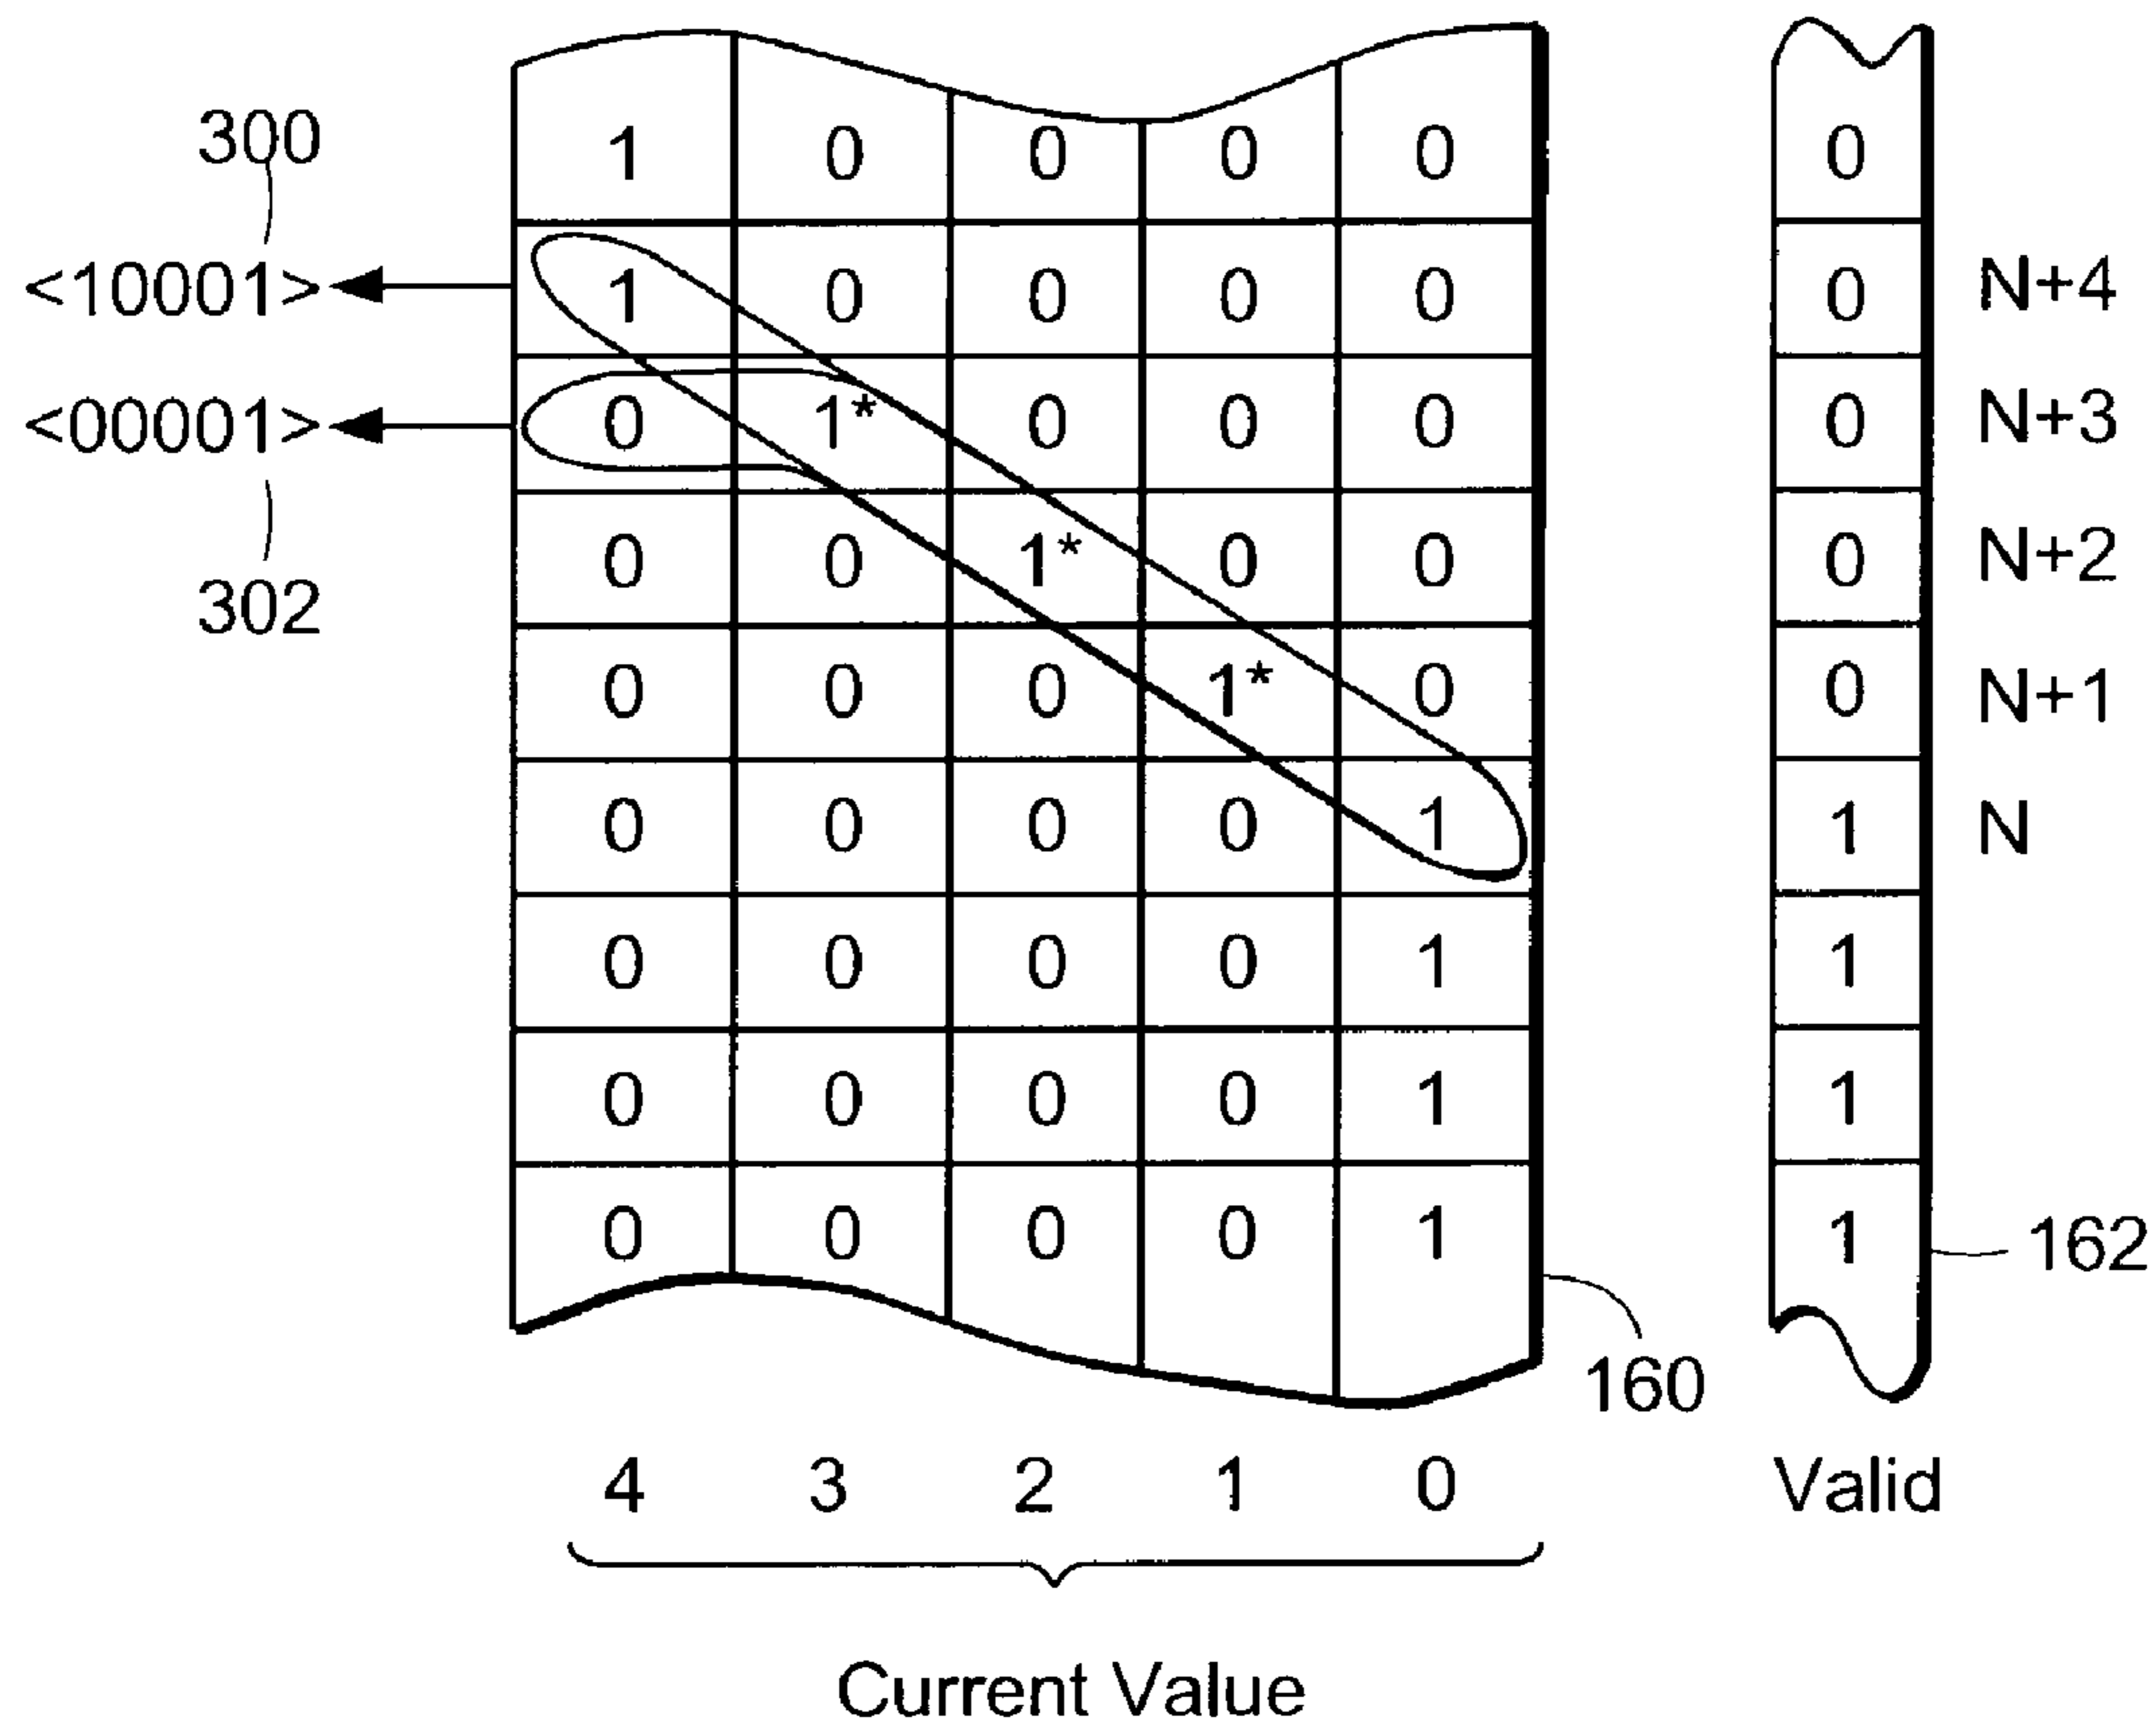 300
1 0 0 0 0 0
<10001> 1 0 0 0 0 0 N+4
<00001> 0 1* 0 0 0 0 N+3
0 0 1* 0 0 0 N+2
302
0 0 0 1* 0 0 N+1
0 0 0 0 1 1 N
0 0 0 0 1 1
0 0 0 0 1 1
0 0 0 0 1 1 162
160
4 3 2 1 0 Valid
Current Value